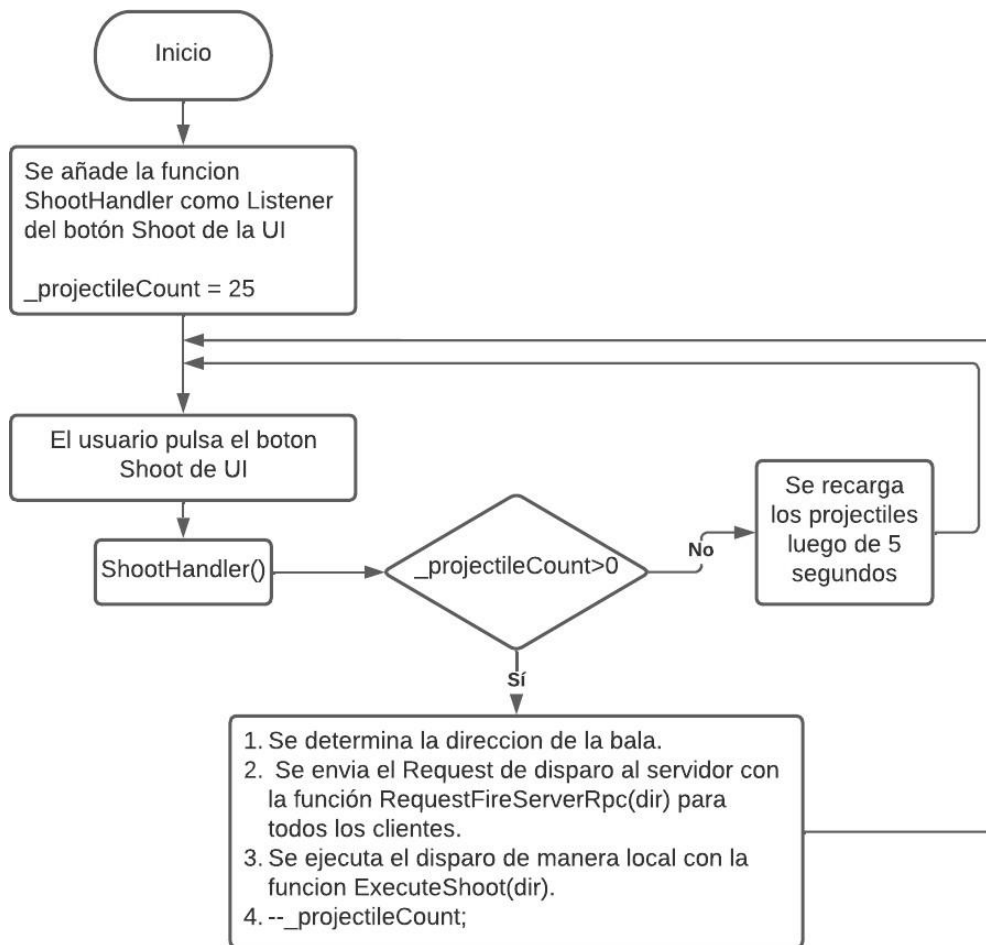 Inicio
Se añade la funcion
ShootHandler como Listener
del botón Shoot de la UI
_projectileCount = 25
El usuario pulsa el boton
Shoot de UI
ShootHandler()
_projectileCount>0
No
Se recarga
los projectiles
luego de 5
segundos
Sí
1. Se determina la direccion de la bala.
2. Se envia el Request de disparo al servidor con
la función RequestFireServerRpc(dir) para
todos los clientes.
3. Se ejecuta el disparo de manera local con la
funcion ExecuteShoot(dir).
4. --_projectileCount;